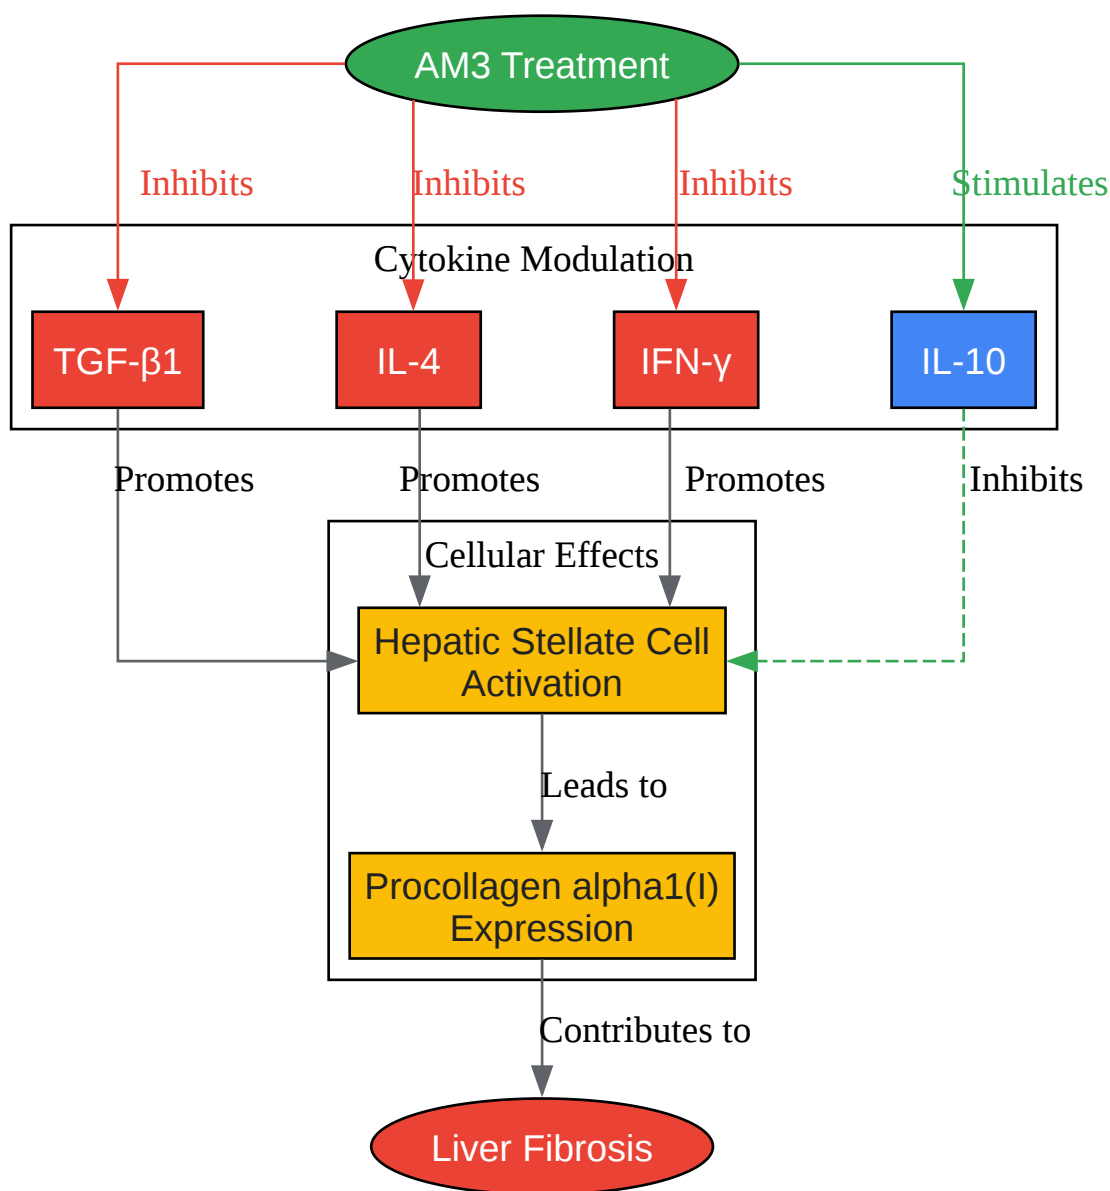 AM3 Treatment
Inhibits
Inhibits
Inhibits
Stimulates
Cytokine Modulation
TGF-β1
IL-4
IFN-γ
IL-10
Promotes
Promotes
Promotes
Inhibits
Cellular Effects
Hepatic Stellate Cell
Activation
Leads to
Procollagen alpha1(I)
Expression
Contributes to
Liver Fibrosis